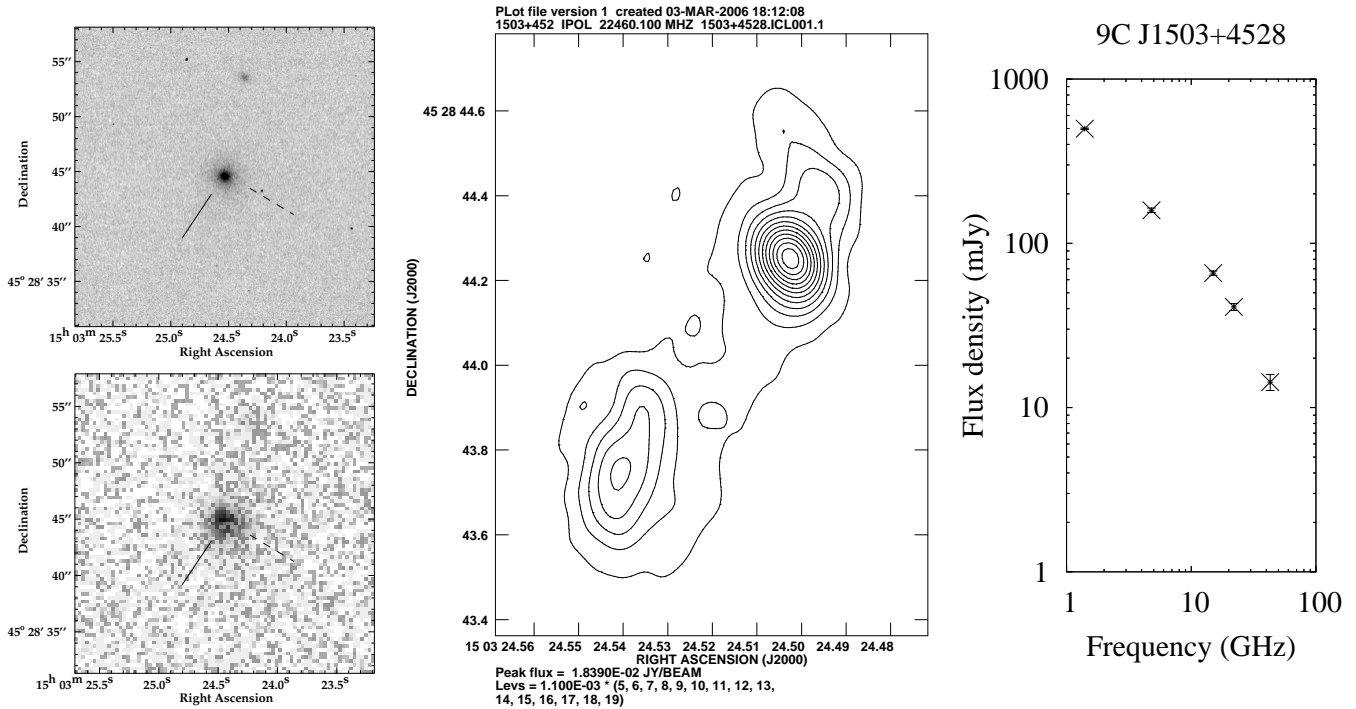 55″
50″
45″
40″
45° 28′ 35″
Declination
15ʰ 03ᵐ 25.5ˢ 25.0ˢ 24.5ˢ 24.0ˢ 23.5ˢ
Right Ascension
55″
50″
45″
40″
45° 28′ 35″
Declination
15ʰ 03ᵐ 25.5ˢ 25.0ˢ 24.5ˢ 24.0ˢ 23.5ˢ
Right Ascension
PLot file version 1 created 03-MAR-2006 18:12:08
1503+452 IPOL 22460.100 MHZ 1503+4528.ICL001.1
45 28 44.6
44.4
44.2
44.0
43.8
43.6
43.4
DECLINATION (J2000)
15 03 24.56 24.55 24.54 24.53 24.52 24.51 24.50 24.49 24.48
RIGHT ASCENSION (J2000)
Peak flux = 1.8390E-02 JY/BEAM
Levs = 1.100E-03 * (5, 6, 7, 8, 9, 10, 11, 12, 13,
14, 15, 16, 17, 18, 19)
9C J1503+4528
1000
100
10
1
Flux density (mJy)
1 10 100
Frequency (GHz)